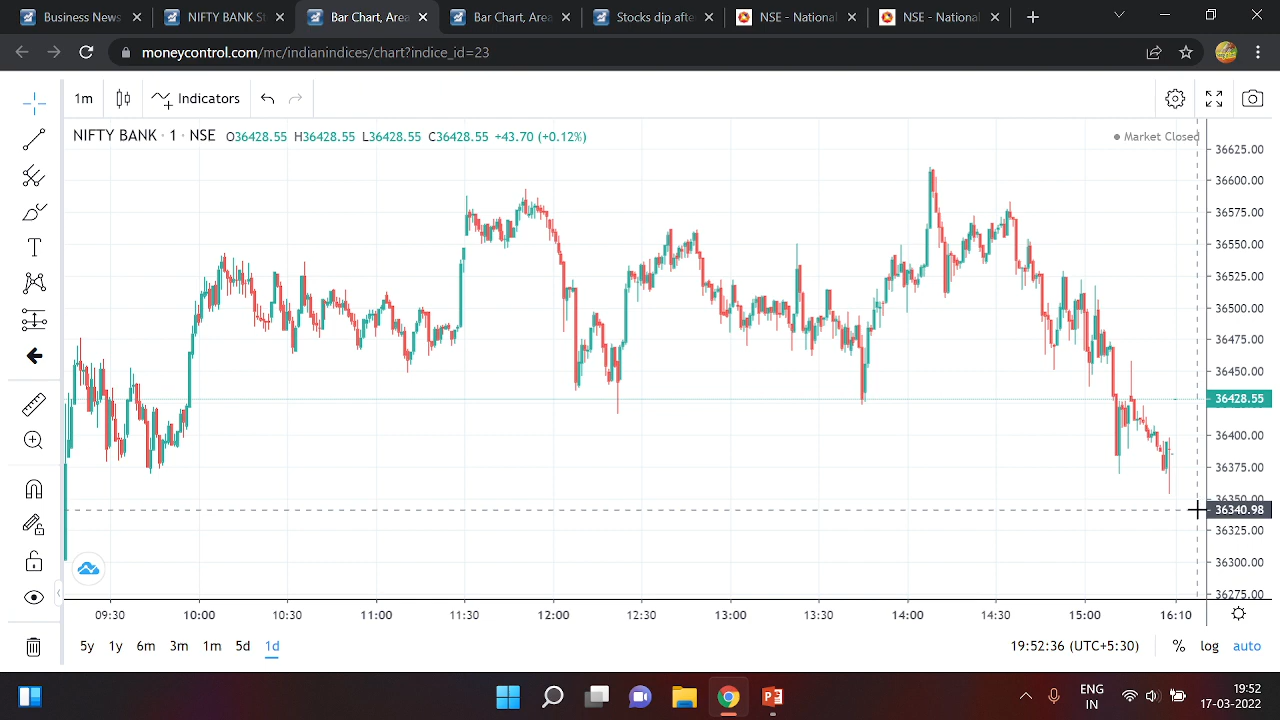 Business News
NIFTY BANK St
Bar Chart, Area
Bar Chart, Area
Stocks dip afte
NSE - National
NSE - National
moneycontrol.com/mc/indianindices/chart?indice_id=23
1m
Indicators
NIFTY BANK · 1 · NSE O36428.55 H36428.55 L36428.55 C36428.55 +43.70 (+0.12%)
Market Closed
36625.00
36600.00
36575.00
36550.00
36525.00
36500.00
36475.00
36450.00
36428.55
36400.00
36375.00
36350.00
36340.98
36325.00
36300.00
36275.00
09:30 10:00 10:30 11:00 11:30 12:00 12:30 13:00 13:30 14:00 14:30 15:00 16:10
5y 1y 6m 3m 1m 5d 1d
19:52:36 (UTC+5:30)
% log auto
ENG
IN
19:52
17-03-2022